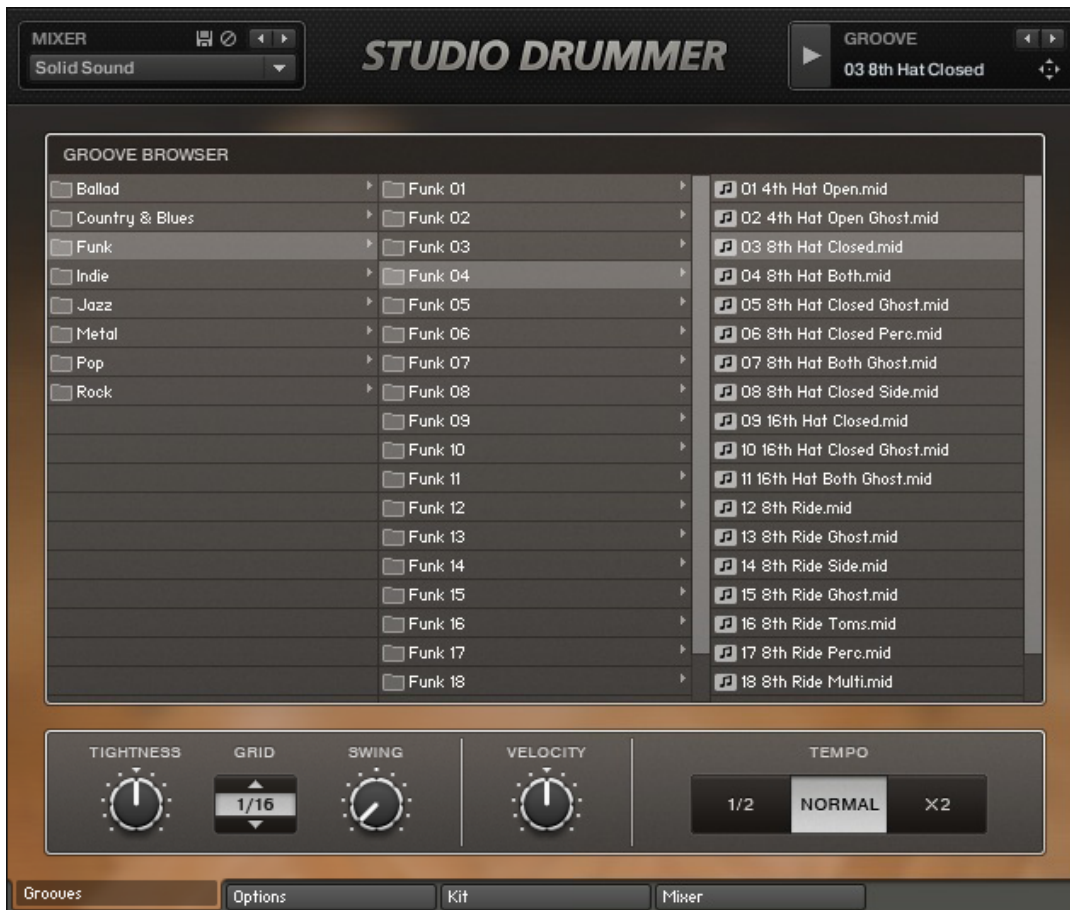 MIXER
Solid Sound
STUDIO DRUMMER
GROOVE
03 8th Hat Closed
GROOVE BROWSER
Ballad
Country & Blues
Funk
Indie
Jazz
Metal
Pop
Rock
Funk 01
Funk 02
Funk 03
Funk 04
Funk 05
Funk 06
Funk 07
Funk 08
Funk 09
Funk 10
Funk 11
Funk 12
Funk 13
Funk 14
Funk 15
Funk 16
Funk 17
Funk 18
01 4th Hat Open.mid
02 4th Hat Open Ghost.mid
03 8th Hat Closed.mid
04 8th Hat Both.mid
05 8th Hat Closed Ghost.mid
06 8th Hat Closed Perc.mid
07 8th Hat Both Ghost.mid
08 8th Hat Closed Side.mid
09 16th Hat Closed.mid
10 16th Hat Closed Ghost.mid
11 16th Hat Both Ghost.mid
12 8th Ride.mid
13 8th Ride Ghost.mid
14 8th Ride Side.mid
15 8th Ride Ghost.mid
16 8th Ride Toms.mid
17 8th Ride Perc.mid
18 8th Ride Multi.mid
TIGHTNESS
GRID
1/16
SWING
VELOCITY
TEMPO
1/2
NORMAL
X2
Grooves
Options
Kit
Mixer